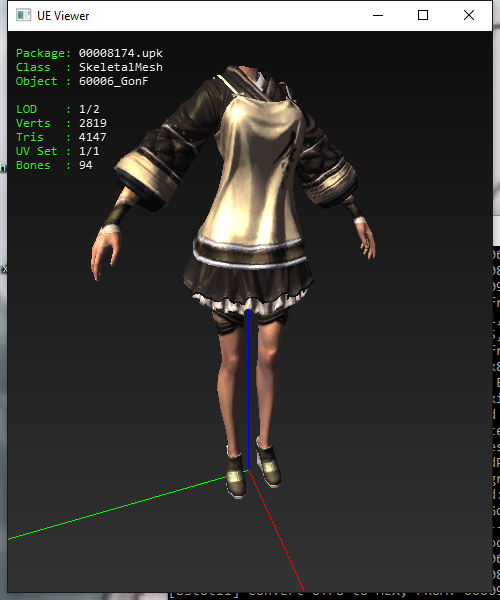 UE Viewer
Package: 00008174.upk
Class : SkeletalMesh
Object : 60006_GonF
LOD : 1/2
Verts : 2819
Tris : 4147
UV Set : 1/1
Bones : 94